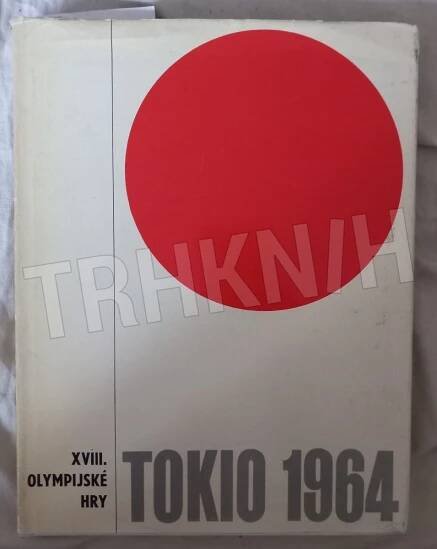 TRHKNIH
XVIII.
OLYMPIJSKÉ
HRY
TOKIO 1964